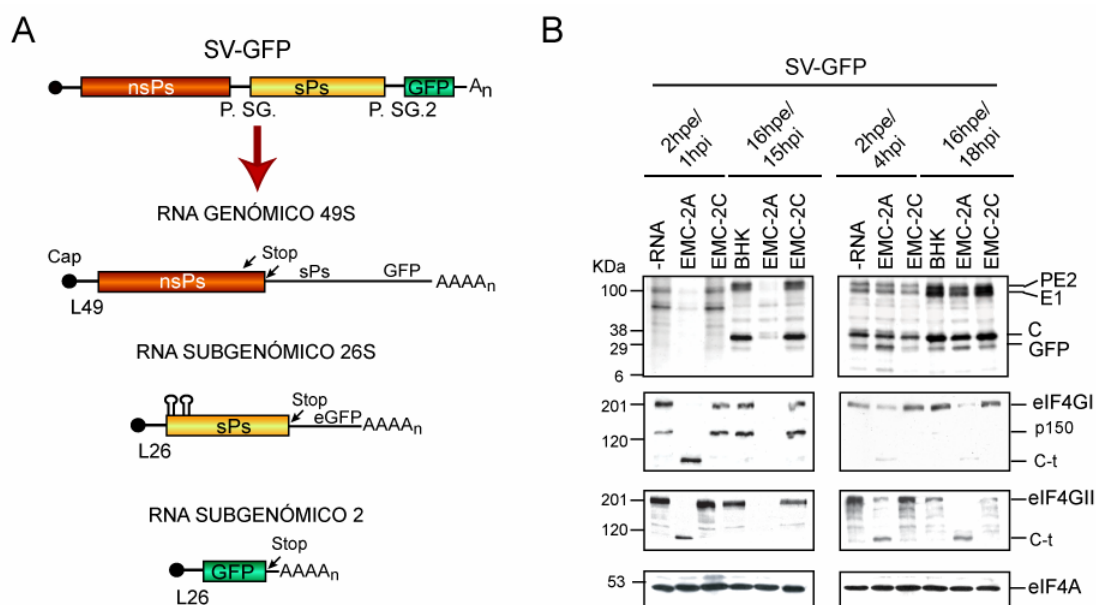 A
SV-GFP
nsPs
sPs
GFP
An
P. SG.
P. SG.2
RNA GENÓMICO 49S
Cap
Stop
nsPs
sPs
GFP
AAAAn
L49
RNA SUBGENÓMICO 26S
Stop
sPs
eGFP
AAAAn
L26
RNA SUBGENÓMICO 2
Stop
GFP
AAAAn
L26
B
SV-GFP
2hpe/
1hpi
16hpe/
15hpi
2hpe/
4hpi
16hpe/
18hpi
-RNA
EMC-2A
EMC-2C
BHK
EMC-2A
EMC-2C
-RNA
EMC-2A
EMC-2C
BHK
EMC-2A
EMC-2C
KDa
100
38
29
6
PE2
E1
C
GFP
201
120
eIF4GI
p150
C-t
201
120
eIF4GII
C-t
53
eIF4A